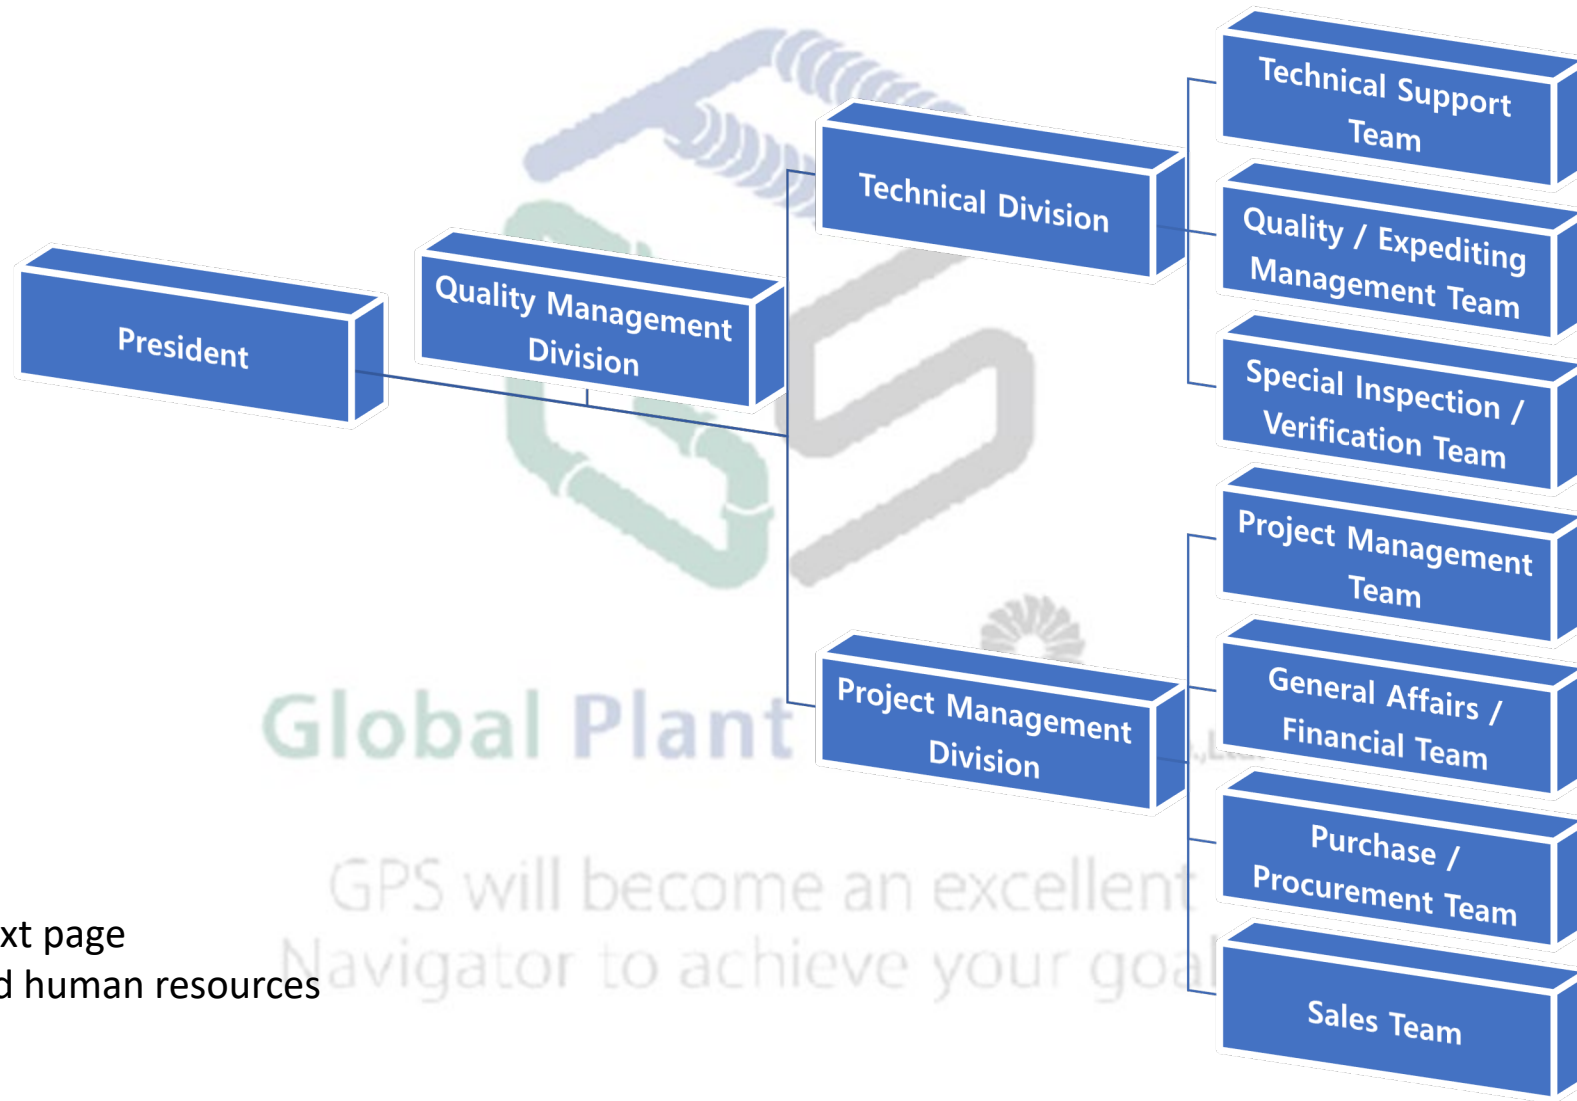 President
Quality Management
Division
Technical Division
Project Management
Division
Technical Support
Team
Quality / Expediting
Management Team
Special Inspection /
Verification Team
Project Management
Team
General Affairs /
Financial Team
Purchase /
Procurement Team
Sales Team
Global Plant
GPS will become an excellent
Navigator to achieve your goal
xt page
d human resources